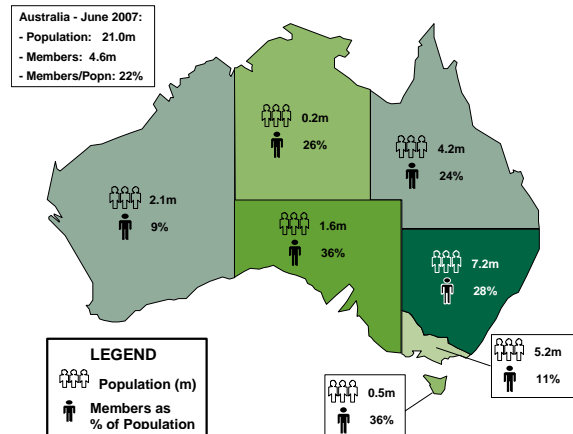 Australia - June 2007:
- Population: 21.0m
- Members: 4.6m
- Members/Popn: 22%
0.2m
26%
4.2m
24%
2.1m
9%
1.6m
36%
7.2m
28%
5.2m
11%
0.5m
36%
LEGEND
Population (m)
Members as
% of Population